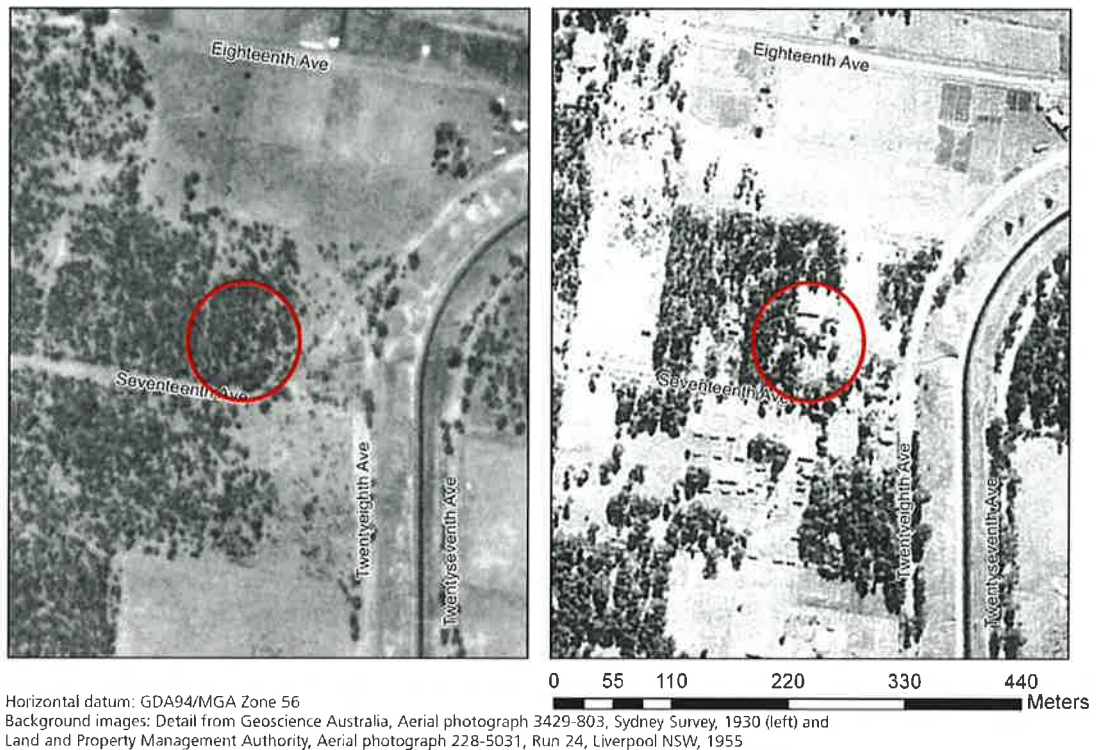 Eighteenth Ave
Seventeenth Ave
Twentyeighth Ave
Twentyseventh Ave
Eighteenth Ave
Seventeenth Ave
Twentyeighth Ave
Twentyseventh Ave
0 55 110 220 330 440
Meters
Horizontal datum: GDA94/MGA Zone 56
Background images: Detail from Geoscience Australia, Aerial photograph 3429-803, Sydney Survey, 1930 (left) and
Land and Property Management Authority, Aerial photograph 228-5031, Run 24, Liverpool NSW, 1955